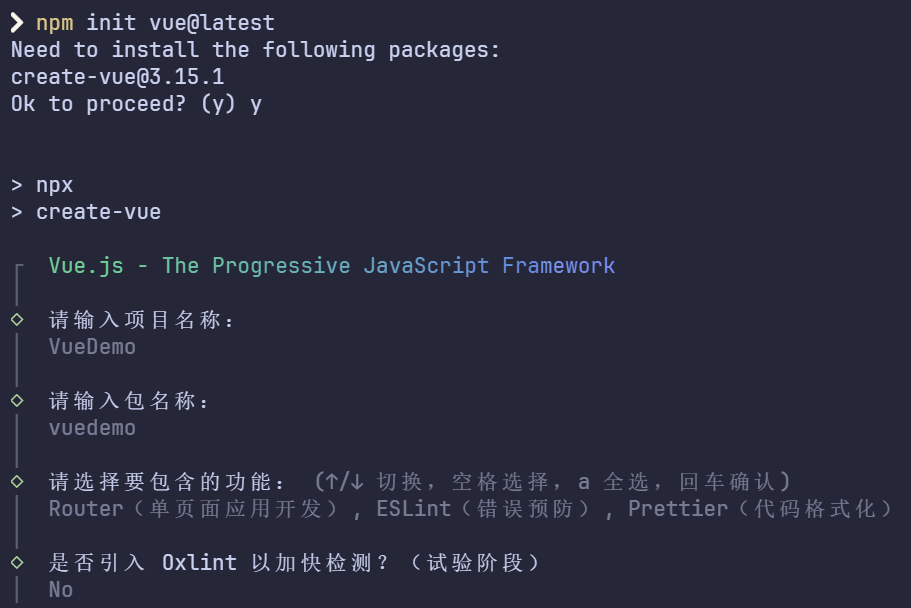 ❯ npm init vue@latest
Need to install the following packages:
create-vue@3.15.1
Ok to proceed? (y) y
> npx
> create-vue
Vue.js - The Progressive JavaScript Framework
请输入项目名称：
VueDemo
请输入包名称：
vuedemo
请选择要包含的功能： (↑/↓ 切换，空格选择，a 全选，回车确认)
Router（单页面应用开发）, ESLint（错误预防）, Prettier（代码格式化）
是否引入 Oxlint 以加快检测？（试验阶段）
No